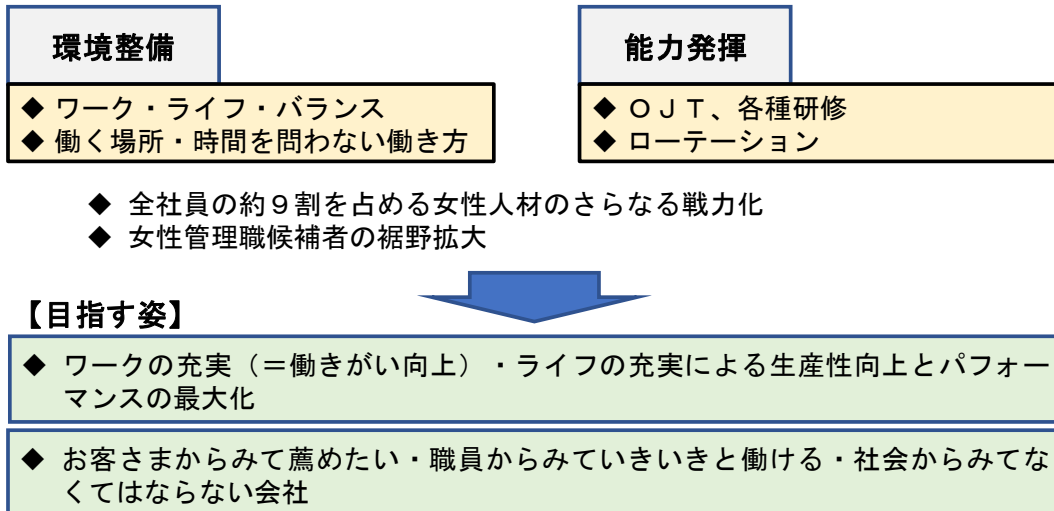 環境整備
◆ ワーク・ライフ・バランス
◆ 働く場所・時間を問わない働き方
能力発揮
◆ ＯＪＴ、各種研修
◆ ローテーション
◆ 全社員の約９割を占める女性人材のさらなる戦力化
◆ 女性管理職候補者の裾野拡大
【目指す姿】
◆ ワークの充実（＝働きがい向上）・ライフの充実による生産性向上とパフォー
マンスの最大化
◆ お客さまからみて薦めたい・職員からみていきいきと働ける・社会からみてな
くてはならない会社